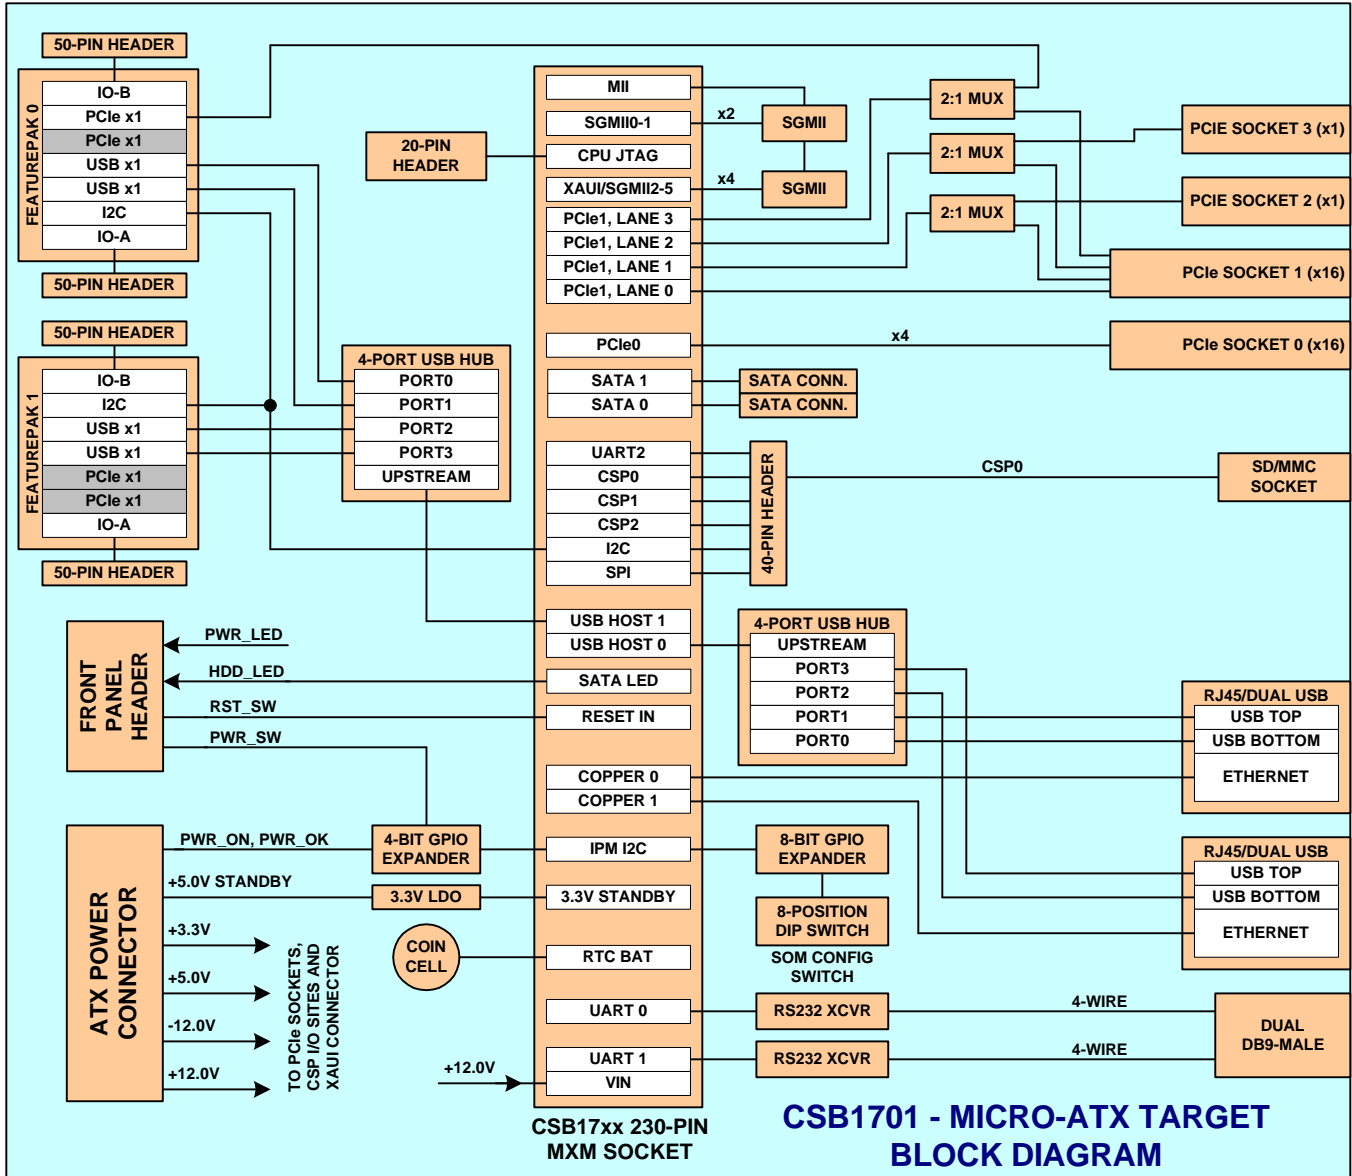 50-PIN HEADER
FEATUREPAK 0
IO-B
PCIe x1
PCIe x1
USB x1
USB x1
I2C
IO-A
50-PIN HEADER
50-PIN HEADER
FEATUREPAK 1
IO-B
I2C
USB x1
USB x1
PCIe x1
PCIe x1
IO-A
50-PIN HEADER
20-PIN
HEADER
4-PORT USB HUB
PORT0
PORT1
PORT2
PORT3
UPSTREAM
FRONT
PANEL
HEADER
PWR_LED
HDD_LED
RST_SW
PWR_SW
ATX POWER
CONNECTOR
PWR_ON, PWR_OK
+5.0V STANDBY
+3.3V
+5.0V
-12.0V
+12.0V
TO PCIe SOCKETS,
CSP I/O SITES AND
XAUI CONNECTOR
4-BIT GPIO
EXPANDER
3.3V LDO
COIN
CELL
+12.0V
MII
SGMII0-1
CPU JTAG
XAUI/SGMII2-5
PCIe1, LANE 3
PCIe1, LANE 2
PCIe1, LANE 1
PCIe1, LANE 0
PCIe0
SATA 1
SATA 0
UART2
CSP0
CSP1
CSP2
I2C
SPI
USB HOST 1
USB HOST 0
SATA LED
RESET IN
COPPER 0
COPPER 1
IPM I2C
3.3V STANDBY
RTC BAT
UART 0
UART 1
VIN
CSB17xx 230-PIN
MXM SOCKET
x2
SGMII
x4
SGMII
2:1 MUX
2:1 MUX
2:1 MUX
PCIE SOCKET 3 (x1)
PCIE SOCKET 2 (x1)
PCIe SOCKET 1 (x16)
x4
PCIe SOCKET 0 (x16)
SATA CONN.
SATA CONN.
40-PIN HEADER
CSP0
SD/MMC
SOCKET
4-PORT USB HUB
UPSTREAM
PORT3
PORT2
PORT1
PORT0
RJ45/DUAL USB
USB TOP
USB BOTTOM
ETHERNET
8-BIT GPIO
EXPANDER
8-POSITION
DIP SWITCH
SOM CONFIG
SWITCH
RJ45/DUAL USB
USB TOP
USB BOTTOM
ETHERNET
RS232 XCVR
4-WIRE
RS232 XCVR
4-WIRE
DUAL
DB9-MALE
CSB1701 - MICRO-ATX TARGET
BLOCK DIAGRAM